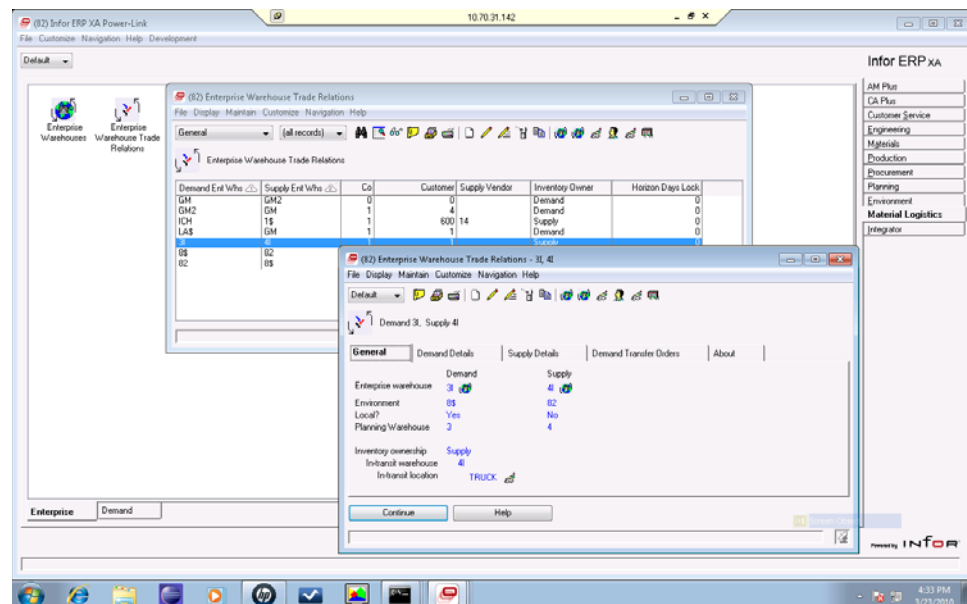 10.70.31.142
(82) Infor ERP XA Power-Link
File Customize Navigation Help Development
Default
Infor ERP XA
AM Plus
CA Plus
Customer Service
Engineering
Materials
Production
Procurement
Planning
Environment
Material Logistics
Integrator
Enterprise Warehouses
Enterprise Warehouse Trade Relations
(82) Enterprise Warehouse Trade Relations
File Display Maintain Customize Navigation Help
General (all records)
Enterprise Warehouse Trade Relations
Demand Ent Whs Supply Ent Whs Co Customer Supply Vendor Inventory Owner Horizon Days Lock
GM GM2 0 0 Demand 0
GM2 GM 1 4 Demand 0
ICH 1$ 1 600 14 Supply 0
LA$ GM 1 1 Demand 0
3I 4I 1 1 Supply 0
8$ 82
82 8$
(82) Enterprise Warehouse Trade Relations - 3I, 4I
File Display Maintain Customize Navigation Help
Default
Demand 3I, Supply 4I
General Demand Details Supply Details Demand Transfer Orders About
Demand Supply
Enterprise warehouse 3I 4I
Environment 8$ 82
Local? Yes No
Planning Warehouse 3 4
Inventory ownership Supply
In-transit warehouse 4I
In-transit location TRUCK
Continue Help
Enterprise Demand
Powered by INFOR
4:33 PM
3/23/2010